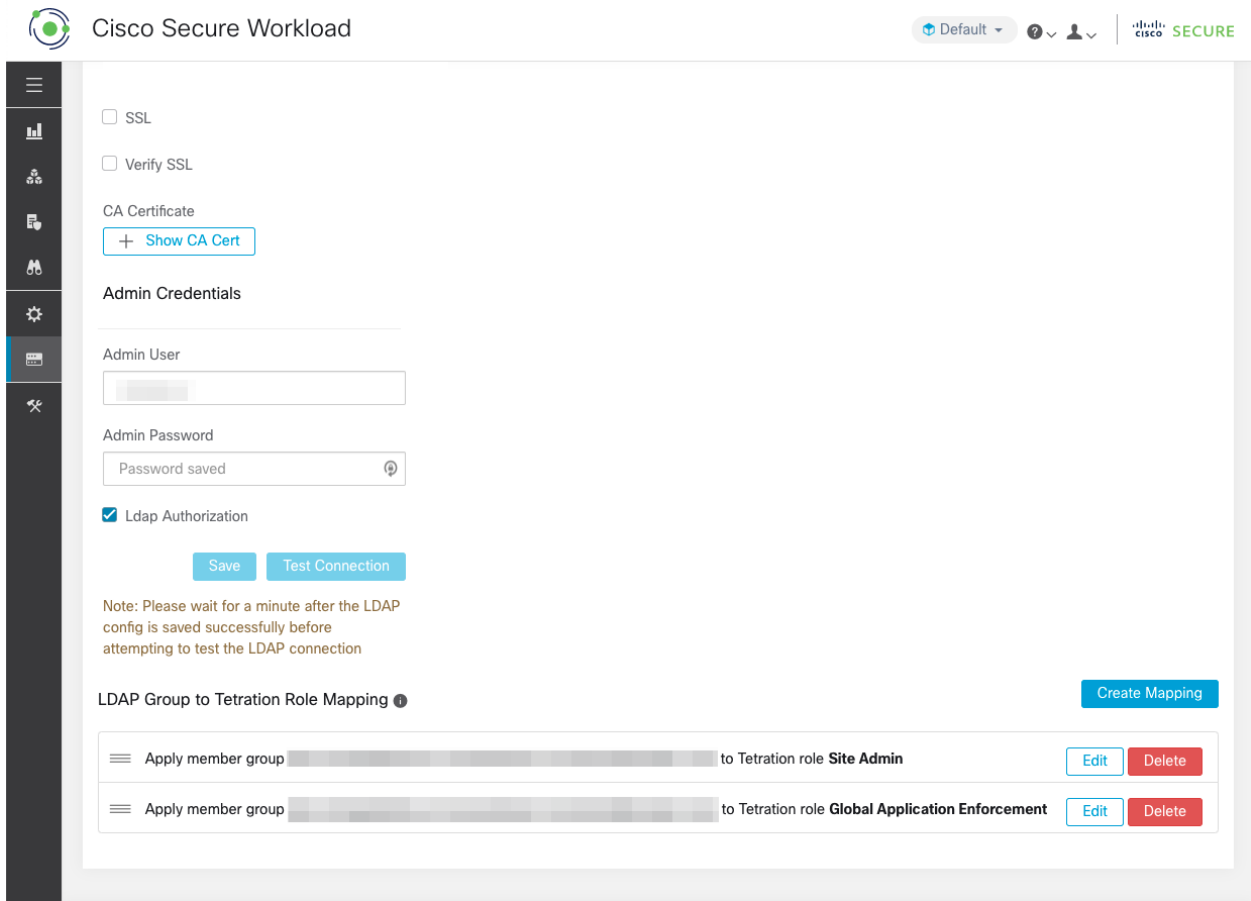 Cisco Secure Workload
Default
cisco SECURE
SSL
Verify SSL
CA Certificate
Show CA Cert
Admin Credentials
Admin User
Admin Password
Password saved
Ldap Authorization
Save Test Connection
Note: Please wait for a minute after the LDAP
config is saved successfully before
attempting to test the LDAP connection
LDAP Group to Tetration Role Mapping
Create Mapping
Apply member group to Tetration role Site Admin Edit Delete
Apply member group to Tetration role Global Application Enforcement Edit Delete